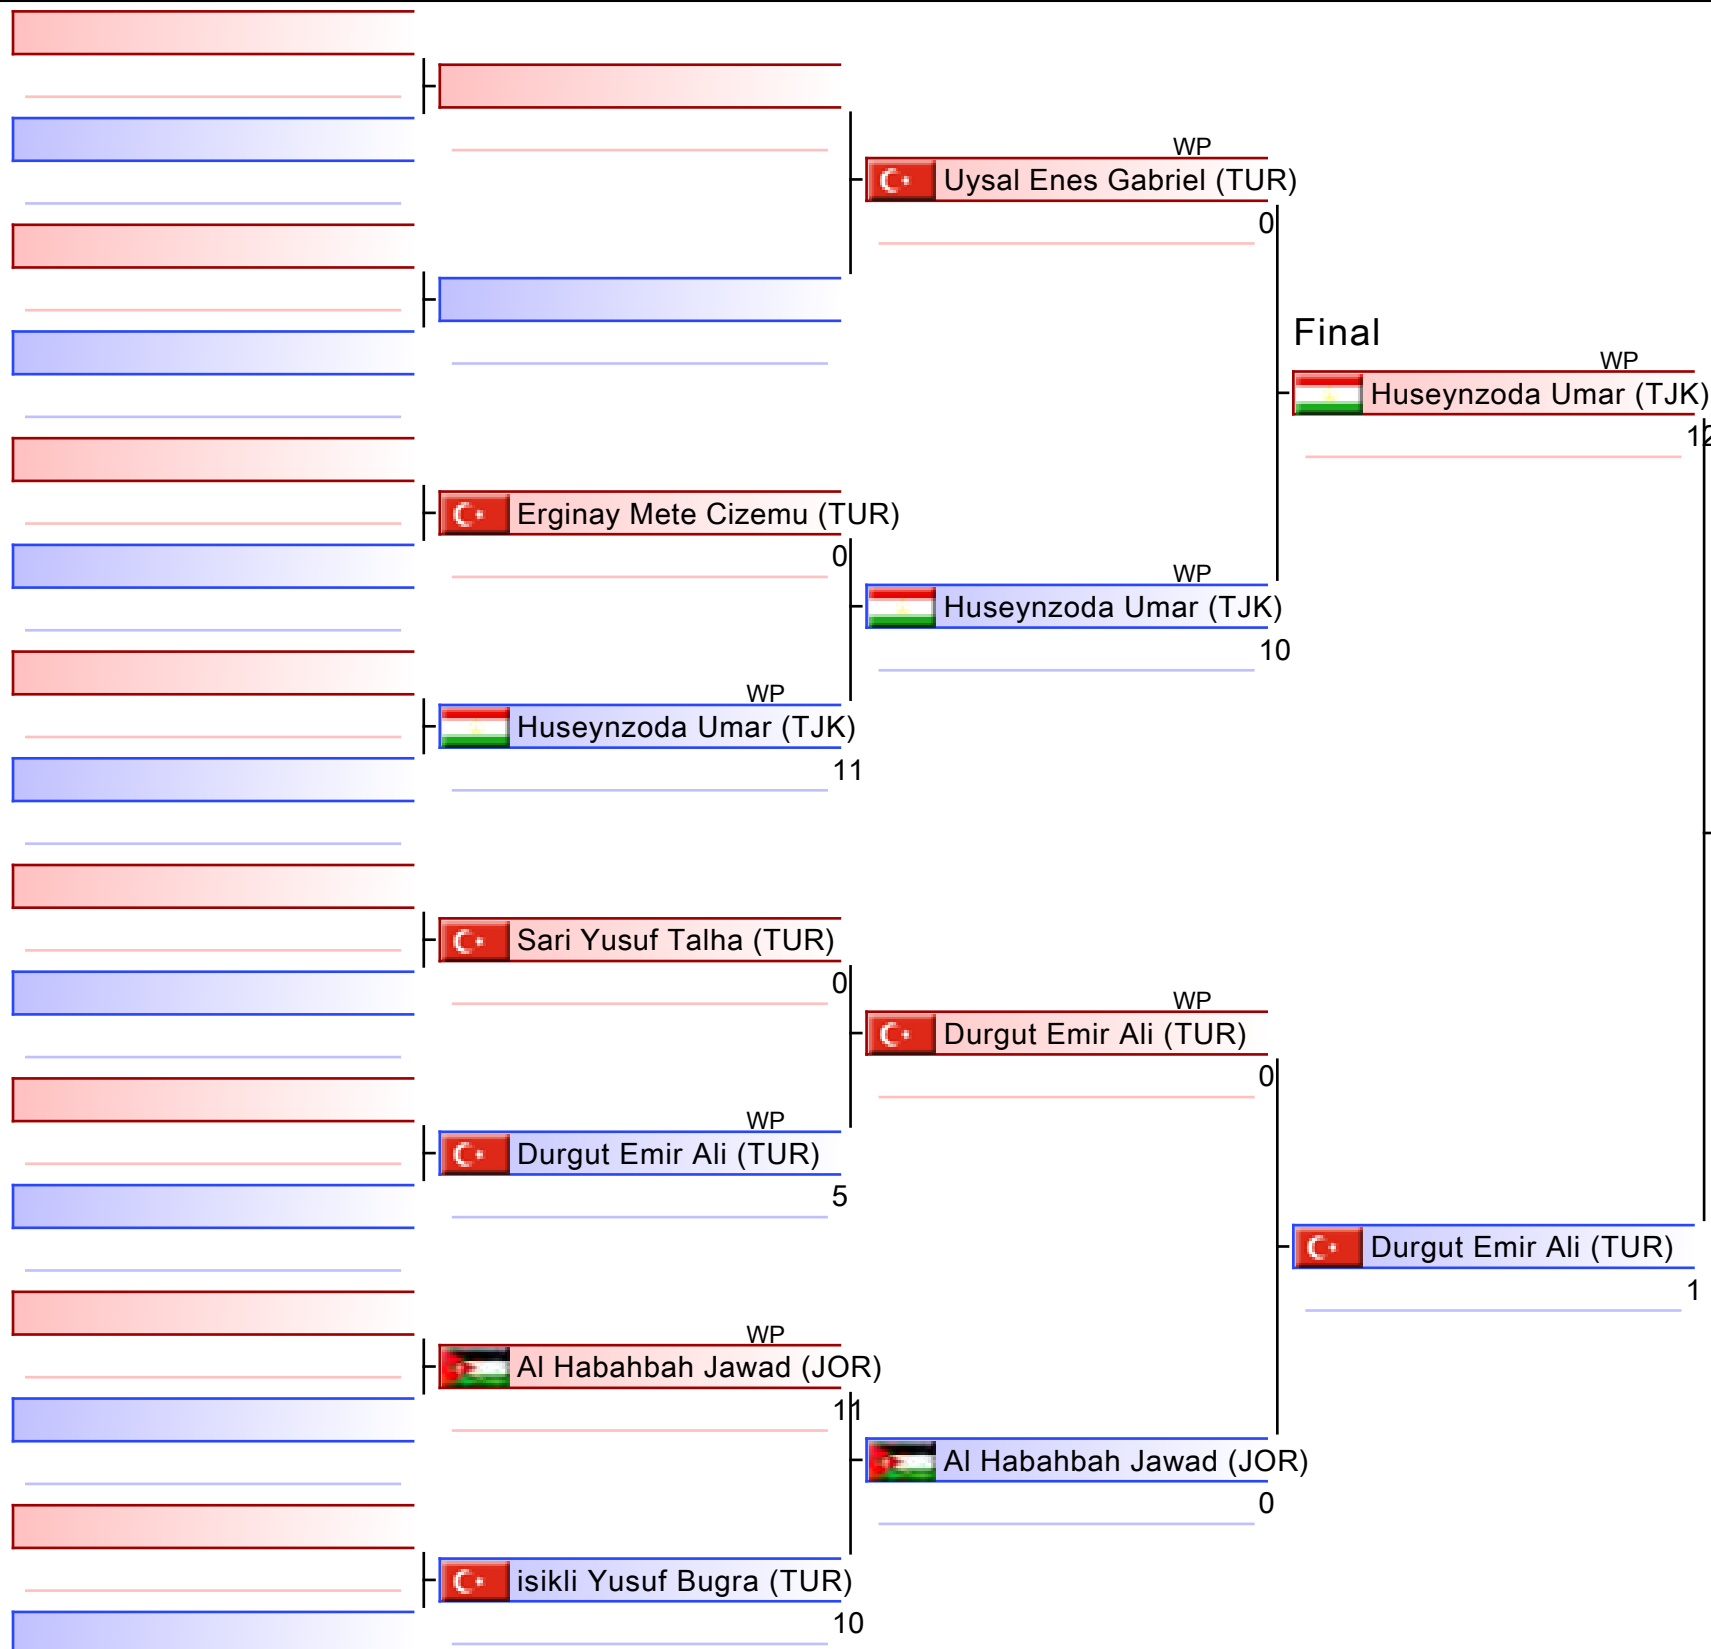 WP
Uysal Enes Gabriel (TUR)
0
Final
WP
Huseynzoda Umar (TJK)
12
Erginay Mete Cizemu (TUR)
0
WP
Huseynzoda Umar (TJK)
10
WP
Huseynzoda Umar (TJK)
11
Sari Yusuf Talha (TUR)
0
WP
Durgut Emir Ali (TUR)
0
WP
Durgut Emir Ali (TUR)
5
Durgut Emir Ali (TUR)
1
WP
Al Habahbah Jawad (JOR)
11
Al Habahbah Jawad (JOR)
0
isikli Yusuf Bugra (TUR)
10